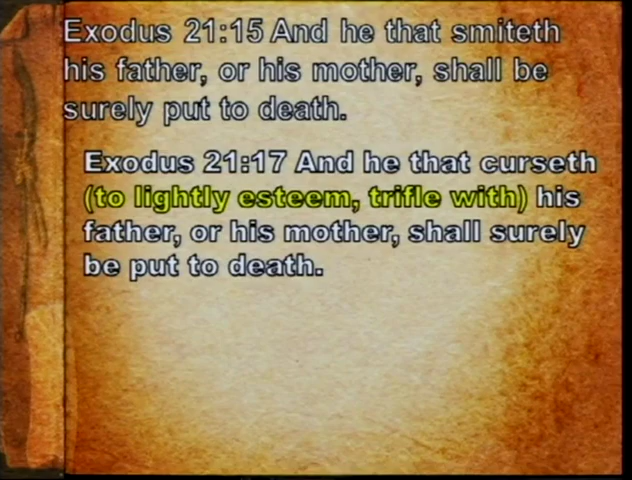 Exodus 21:15 And he that smiteth
his father, or his mother, shall be
surely put to death.
Exodus 21:17 And he that curseth
(to lightly esteem, trifle with) his
father, or his mother, shall surely
be put to death.